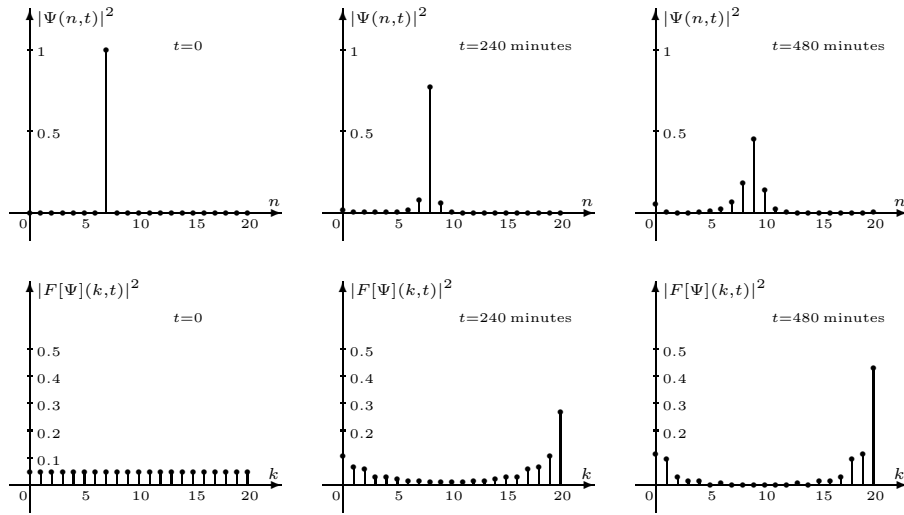 |Ψ(n,t)|² |Ψ(n,t)|² |Ψ(n,t)|²
t=0 t=240 minutes t=480 minutes
1 1 1
0.5 0.5 0.5
n n n
0 5 10 15 20 0 5 10 15 20 0 5 10 15 20
|F[Ψ](k,t)|² |F[Ψ](k,t)|² |F[Ψ](k,t)|²
t=0 t=240 minutes t=480 minutes
0.5 0.5 0.5
0.4 0.4 0.4
0.3 0.3 0.3
0.2 0.2 0.2
0.1
k k k
0 5 10 15 20 0 5 10 15 20 0 5 10 15 20